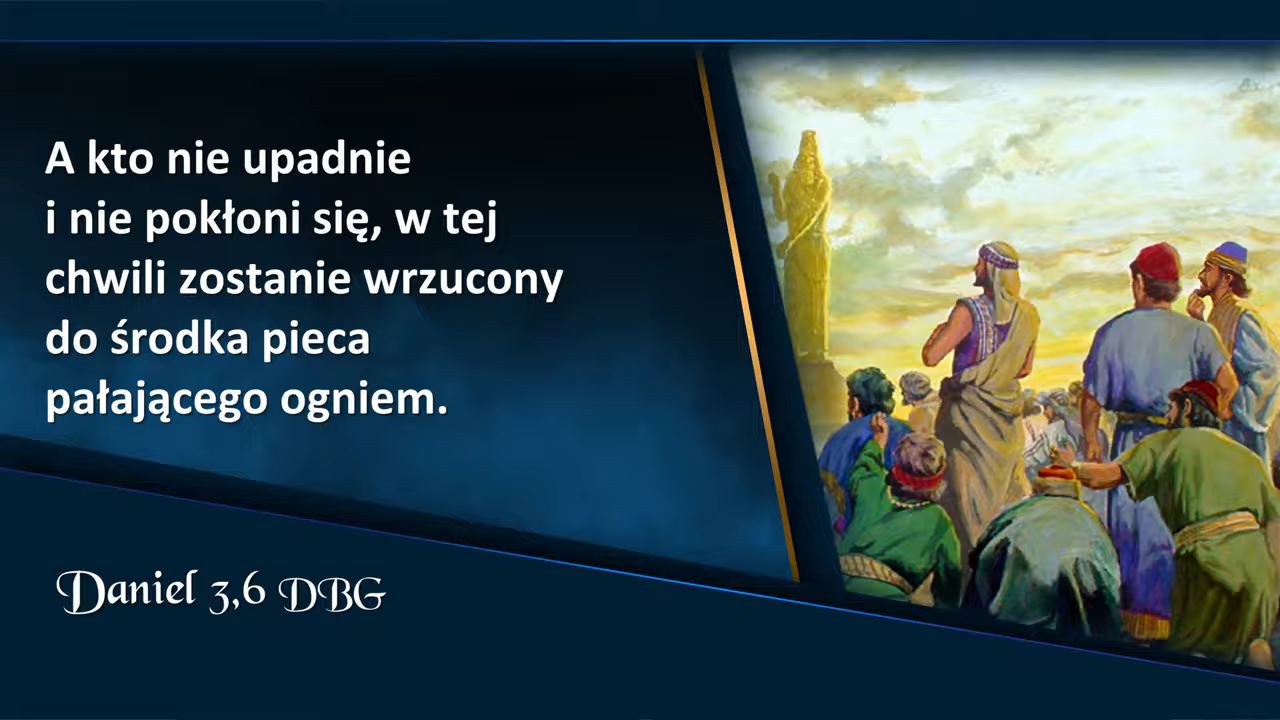 A kto nie upadnie
i nie pokłoni się, w tej
chwili zostanie wrzucony
do środka pieca
pałającego ogniem.
Daniel 3,6 DBG